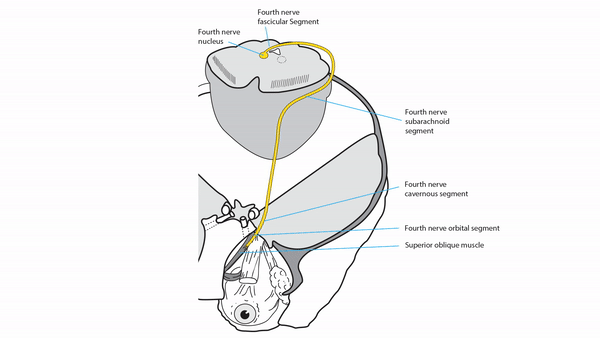 Fourth nerve
fascicular Segment
Fourth nerve
nucleus
Fourth nerve
subarachnoid
segment
Fourth nerve
cavernous segment
Fourth nerve orbital segment
Superior oblique muscle